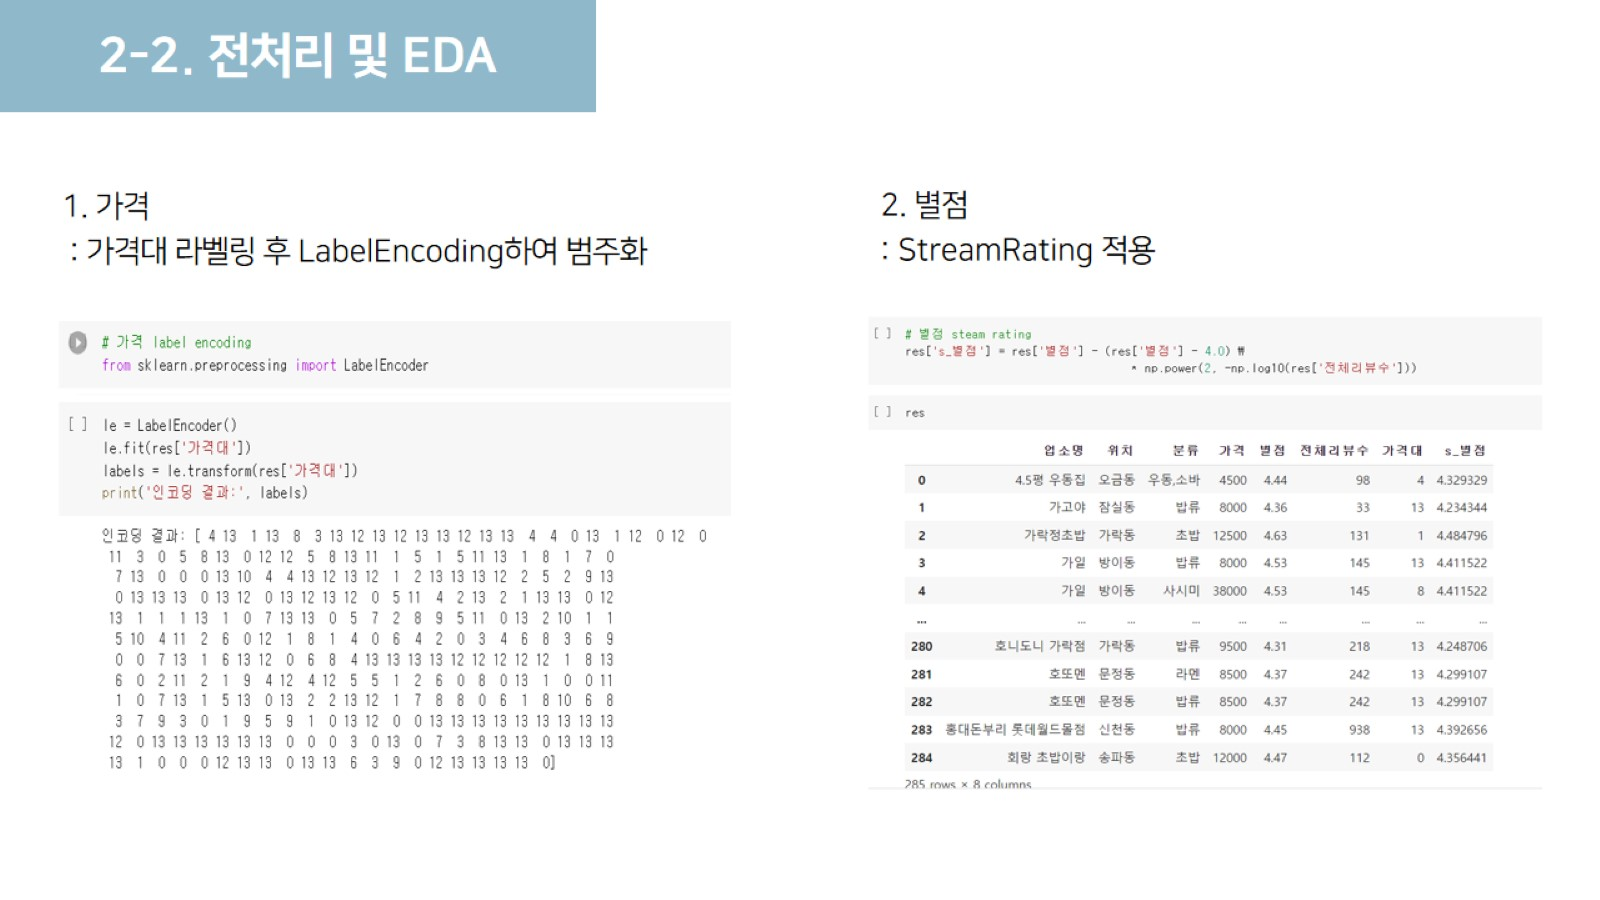 2-2. 전처리 및 EDA
1. 가격
: 가격대 라벨링 후 LabelEncoding하여 범주화
# 가격 label encoding
from sklearn.preprocessing import LabelEncoder
[ ] le = LabelEncoder()
le.fit(res['가격대'])
labels = le.transform(res['가격대'])
print('인코딩 결과:', labels)
인코딩 결과: [ 4 13 1 13 8 3 13 12 13 12 13 13 12 13 13 4 4 0 13 1 12 0 12 0
11 3 0 5 8 13 0 12 12 5 8 13 11 1 5 1 5 11 13 1 8 1 7 0
7 13 0 0 0 13 10 4 4 13 12 13 12 1 2 13 13 13 12 2 5 2 9 13
0 13 13 13 0 13 12 0 13 12 13 12 0 5 11 4 2 13 2 1 13 13 0 12
13 1 1 1 13 1 0 7 13 13 0 5 7 2 8 9 5 11 0 13 2 10 1 1
5 10 4 11 2 6 0 12 1 8 1 4 0 6 4 2 0 3 4 6 8 3 6 9
0 0 7 13 1 6 13 12 0 6 8 4 13 13 13 13 12 12 12 12 12 1 8 13
6 0 2 11 2 1 9 4 12 4 12 5 5 1 2 6 0 8 0 13 1 0 0 11
1 0 7 13 1 5 13 0 13 2 2 13 12 1 7 8 8 0 6 1 8 10 6 8
3 7 9 3 0 1 9 5 9 1 0 13 12 0 0 13 13 13 13 13 13 13 13 13
12 0 13 13 13 13 13 13 0 0 0 3 0 13 0 7 3 8 13 13 0 13 13 13
13 1 0 0 0 12 13 13 0 13 13 6 3 9 0 12 13 13 13 13 0]
2. 별점
: StreamRating 적용
[ ] # 별점 steam rating
res['s_별점'] = res['별점'] - (res['별점'] - 4.0) ₩
* np.power(2, -np.log10(res['전체리뷰수']))
[ ] res
업소명 위치 분류 가격 별점 전체리뷰수 가격대 s_별점
0 4.5평 우동집 오금동 우동,소바 4500 4.44 98 4 4.329329
1 가고야 잠실동 밥류 8000 4.36 33 13 4.234344
2 가락정초밥 가락동 초밥 12500 4.63 131 1 4.484796
3 가일 방이동 밥류 8000 4.53 145 13 4.411522
4 가일 방이동 사시미 38000 4.53 145 8 4.411522
... ... ... ... ... ... ... ... ...
280 호니도니 가락점 가락동 밥류 9500 4.31 218 13 4.248706
281 호또멘 문정동 라멘 8500 4.37 242 13 4.299107
282 호또멘 문정동 밥류 8500 4.37 242 13 4.299107
283 홍대돈부리 롯데월드몰점 신천동 밥류 8000 4.45 938 13 4.392656
284 회랑 초밥이랑 송파동 초밥 12000 4.47 112 0 4.356441
285 rows × 8 columns